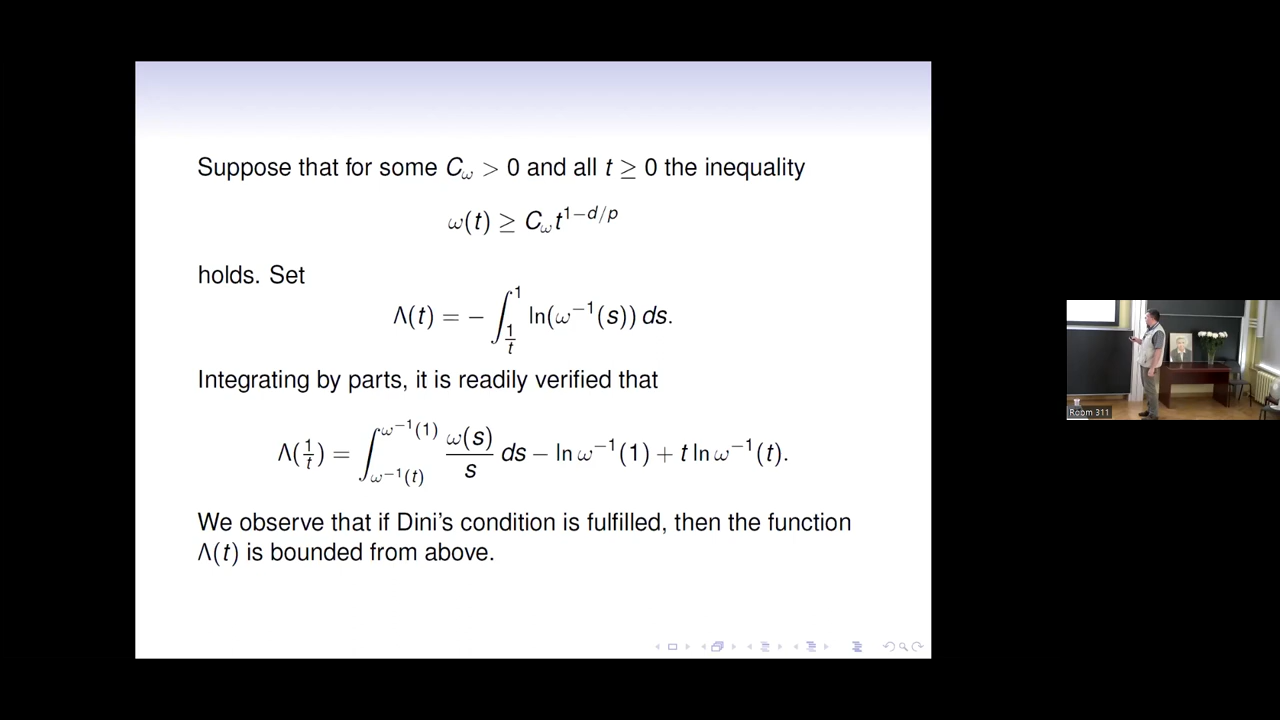 Suppose that for some C_ω > 0 and all t ≥ 0 the inequality
ω(t) ≥ C_ω t^{1−d/p}
holds. Set
Λ(t) = − ∫_{1/t}^{1} ln(ω^{−1}(s)) ds.
Integrating by parts, it is readily verified that
Λ(1/t) = ∫_{ω^{−1}(t)}^{ω^{−1}(1)} ω(s)/s ds − ln ω^{−1}(1) + t ln ω^{−1}(t).
We observe that if Dini's condition is fulfilled, then the function
Λ(t) is bounded from above.
Room 311